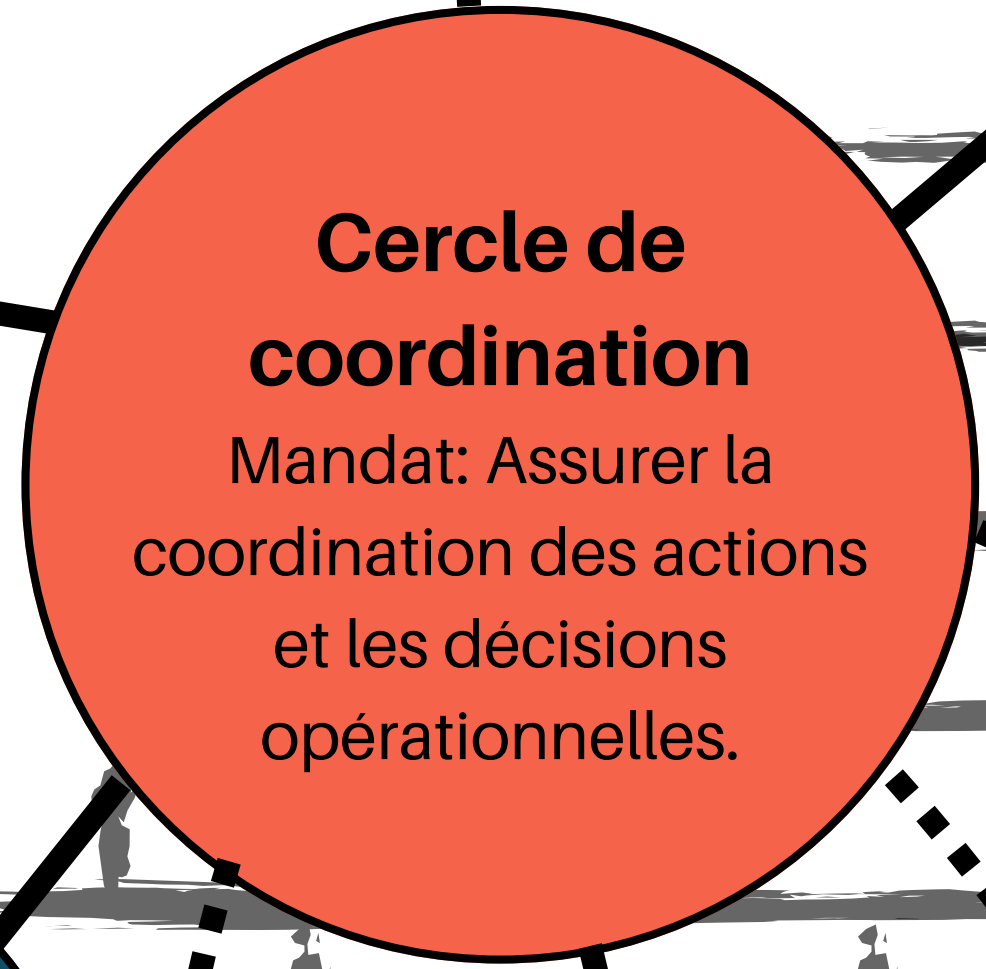 Cercle de
coordination
Mandat: Assurer la
coordination des actions
et les décisions
opérationnelles.